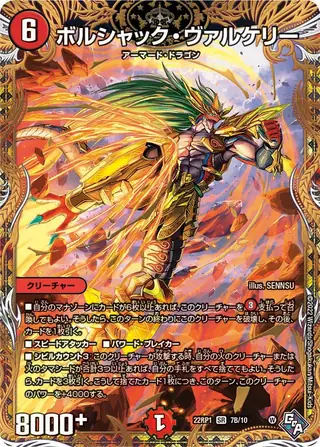 6
ボルシャック・ヴァルケリー
アーマード・ドラゴン
クリーチャー
illus. SENNSU
■自分のマナゾーンにカードが6枚以上あれば、このクリーチャーを3支払って召
喚してもよい。そうしたら、このターンの終わりにこのクリーチャーを破壊し、その後、
カードを1枚引く。
■スピードアタッカー ■パワード・ブレイカー
■シビルカウント3:このクリーチャーが攻撃する時、自分の火のクリーチャーまたは
火のタマシードが合計3つ以上あれば、自分の手札をすべて捨ててもよい。そうした
ら、カードを3枚引く。こうして捨てたカード1枚につき、このターン、このクリーチャー
のパワーを+4000する。
8000+
1
22RP1 SR 7B/10
W